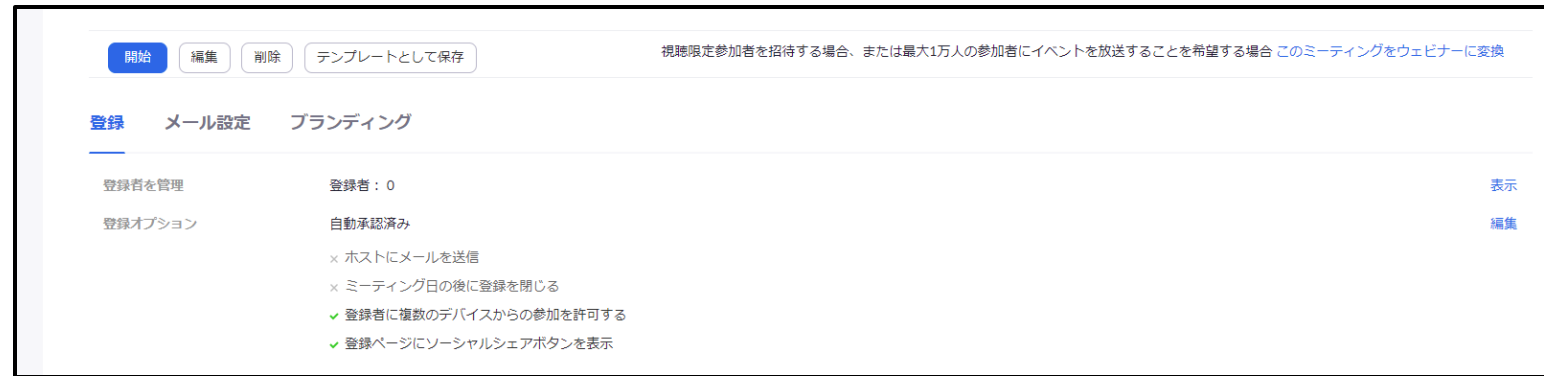 開始 編集 削除 テンプレートとして保存 視聴限定参加者を招待する場合、または最大1万人の参加者にイベントを放送することを希望する場合 このミーティングをウェビナーに変換
登録 メール設定 ブランディング
登録者を管理 登録者： 0 表示
登録オプション 自動承認済み 編集
× ホストにメールを送信
× ミーティング日の後に登録を閉じる
✓ 登録者に複数のデバイスからの参加を許可する
✓ 登録ページにソーシャルシェアボタンを表示